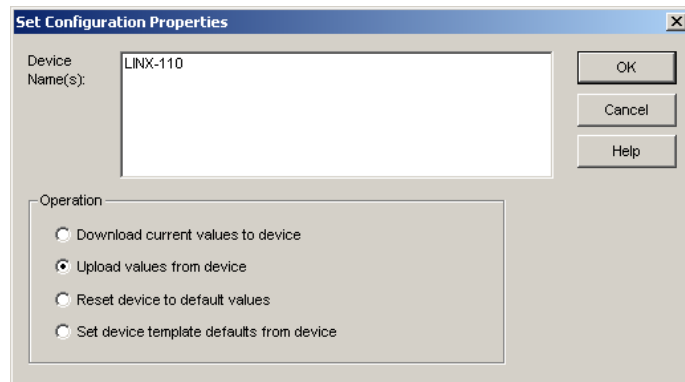 Set Configuration Properties
Device
Name(s):
LINX-110
OK
Cancel
Help
Operation
Download current values to device
Upload values from device
Reset device to default values
Set device template defaults from device